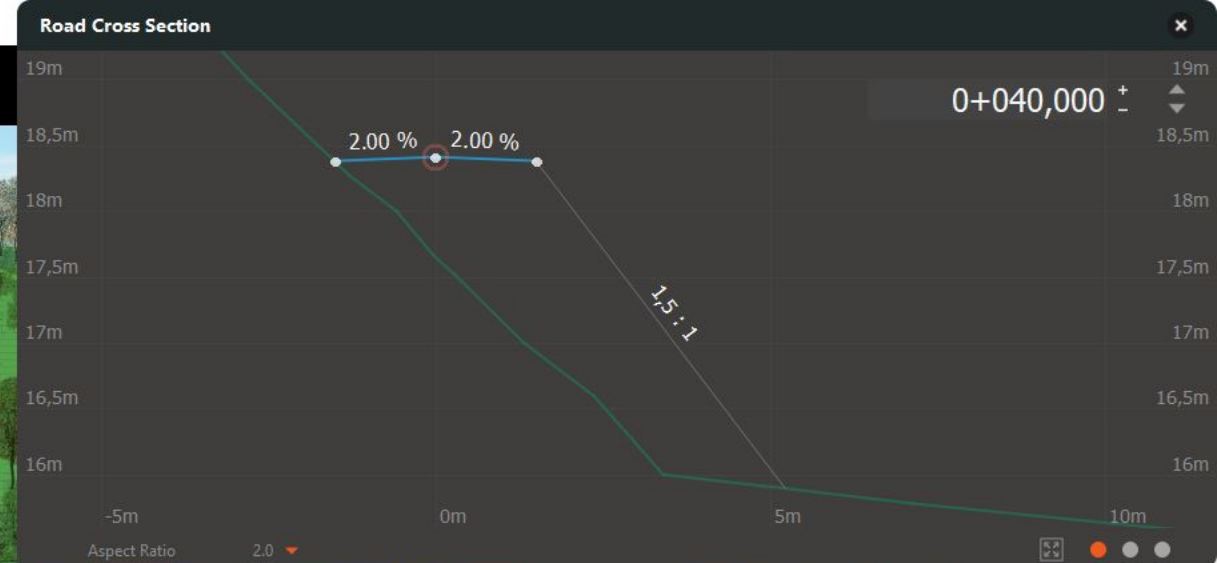 Road Cross Section
19m
19m
0+040,000
+
−
2.00 %
2.00 %
18,5m
18,5m
18m
18m
17,5m
17,5m
1,5 : 1
17m
17m
16,5m
16,5m
16m
16m
-5m
0m
5m
10m
Aspect Ratio
2.0